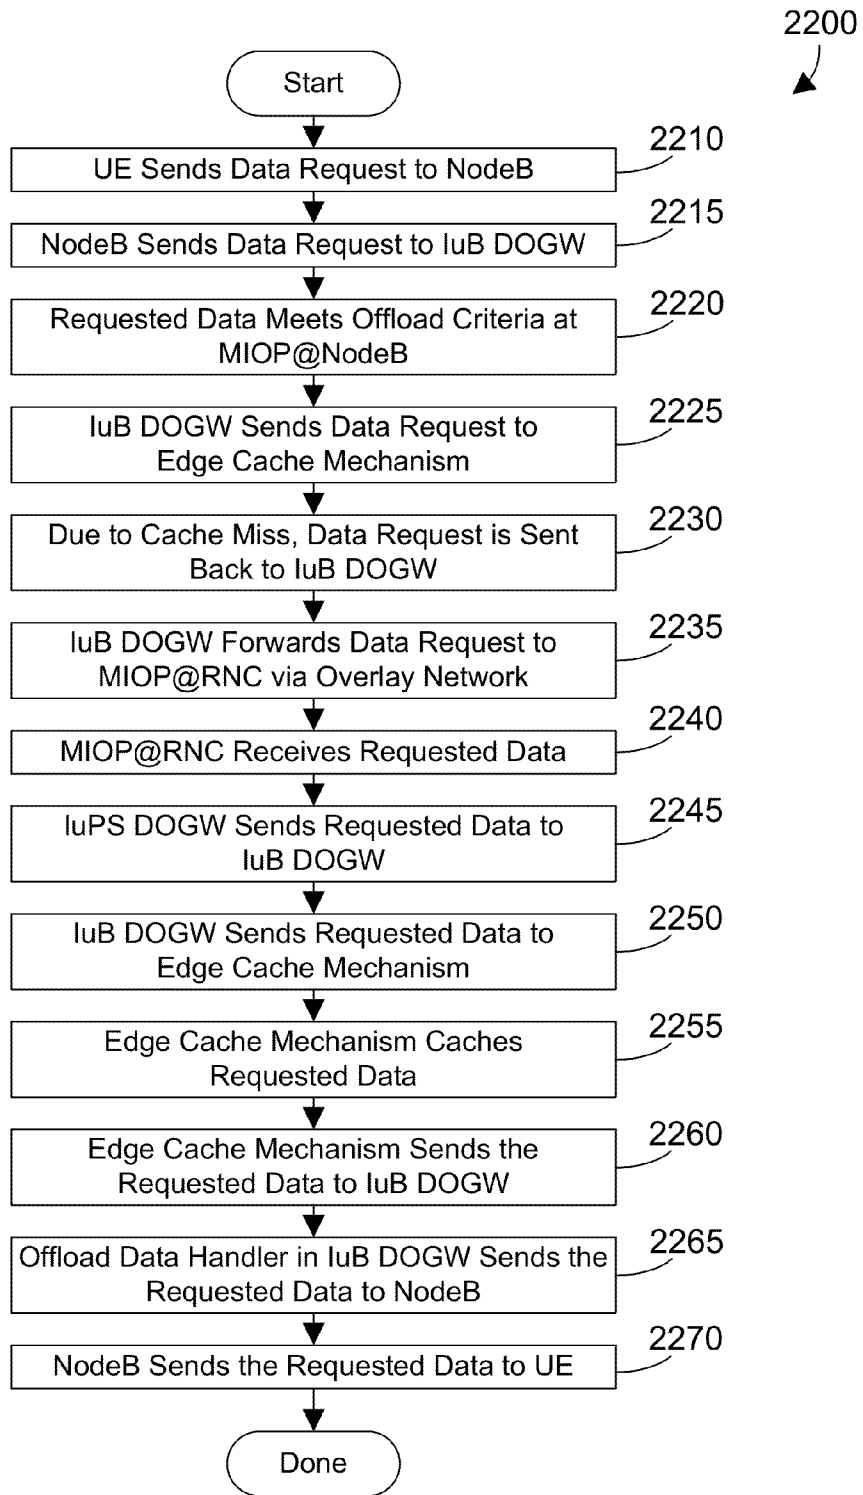 2200
Start
2210
UE Sends Data Request to NodeB
2215
NodeB Sends Data Request to IuB DOGW
2220
Requested Data Meets Offload Criteria at
MIOP@NodeB
2225
IuB DOGW Sends Data Request to
Edge Cache Mechanism
2230
Due to Cache Miss, Data Request is Sent
Back to IuB DOGW
2235
IuB DOGW Forwards Data Request to
MIOP@RNC via Overlay Network
2240
MIOP@RNC Receives Requested Data
2245
IuPS DOGW Sends Requested Data to
IuB DOGW
2250
IuB DOGW Sends Requested Data to
Edge Cache Mechanism
2255
Edge Cache Mechanism Caches
Requested Data
2260
Edge Cache Mechanism Sends the
Requested Data to IuB DOGW
2265
Offload Data Handler in IuB DOGW Sends the
Requested Data to NodeB
2270
NodeB Sends the Requested Data to UE
Done